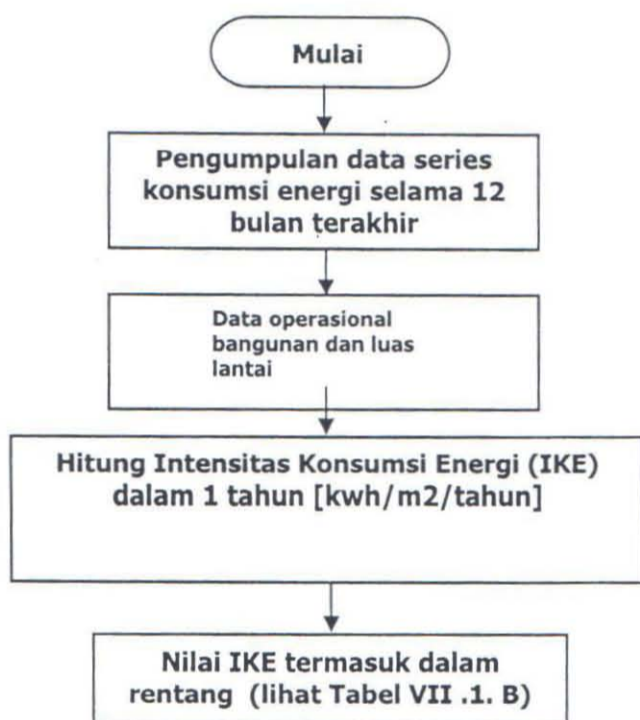 Mulai
Pengumpulan data series
konsumsi energi selama 12
bulan terakhir
Data operasional
bangunan dan luas
lantai
Hitung Intensitas Konsumsi Energi (IKE)
dalam 1 tahun [kwh/m2/tahun]
Nilai IKE termasuk dalam
rentang (lihat Tabel VII .1. B)